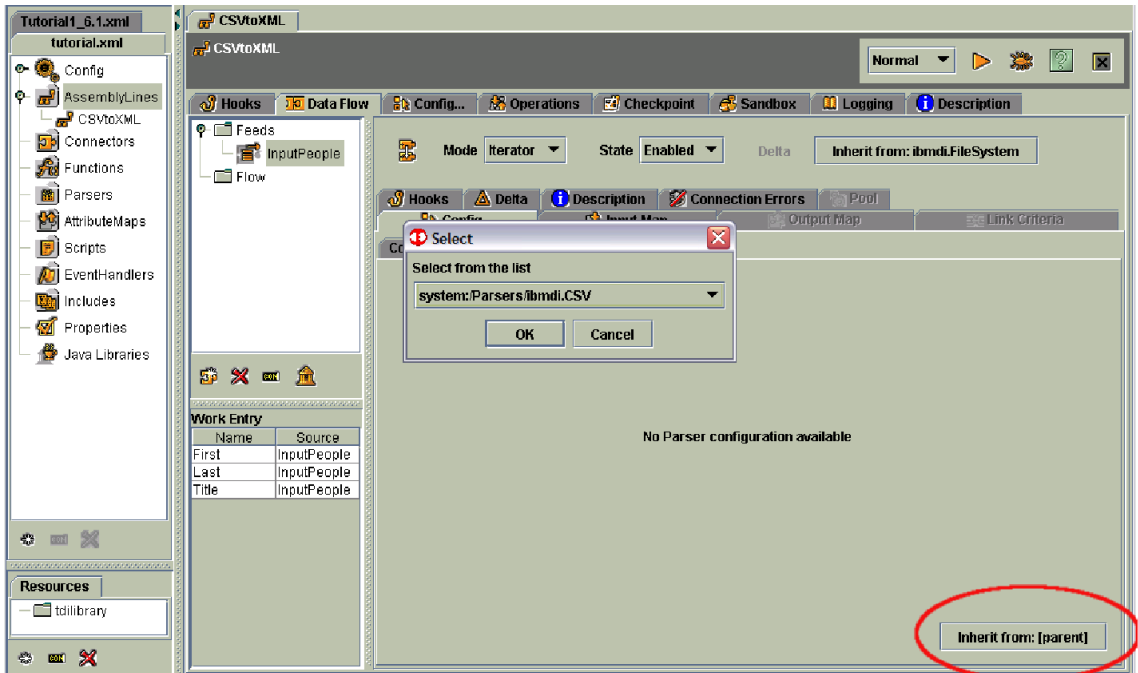 Tutorial1_6.1.xml
tutorial.xml
Config
AssemblyLines
CSVtoXML
Connectors
Functions
Parsers
AttributeMaps
Scripts
EventHandlers
Includes
Properties
Java Libraries
Resources
tdilibrary
CSVtoXML
CSVtoXML
Normal
Hooks Data Flow Config... Operations Checkpoint Sandbox Logging Description
Feeds
InputPeople
Flow
Work Entry
Name Source
First InputPeople
Last InputPeople
Title InputPeople
Mode Iterator State Enabled Delta Inherit from: ibmdi.FileSystem
Hooks Delta Description Connection Errors Pool
Config Input Map Output Map Link Criteria
Select
Select from the list
system:/Parsers/ibmdi.CSV
OK Cancel
No Parser configuration available
Inherit from: [parent]